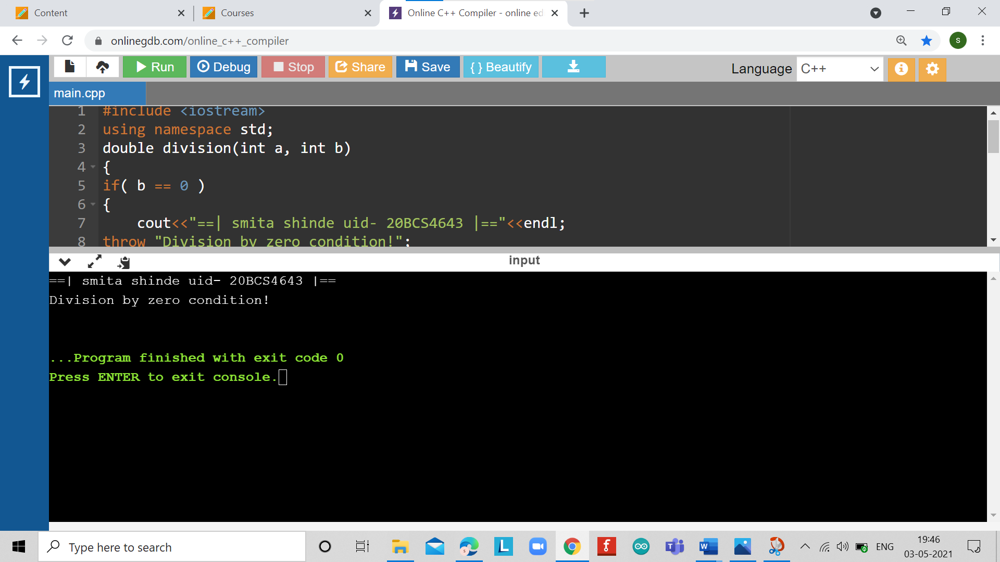 Content
Courses
Online C++ Compiler - online ed
onlinegdb.com/online_c++_compiler
s
Run
Debug
Stop
Share
Save
{ } Beautify
Language
C++
main.cpp
1 #include <iostream>
2 using namespace std;
3 double division(int a, int b)
4 {
5 if( b == 0 )
6 {
7 cout<<"==| smita shinde uid- 20BCS4643 |=="<<endl;
8 throw "Division by zero condition!";
input
==| smita shinde uid- 20BCS4643 |==
Division by zero condition!
...Program finished with exit code 0
Press ENTER to exit console.
Type here to search
L
W
ENG
19:46
03-05-2021